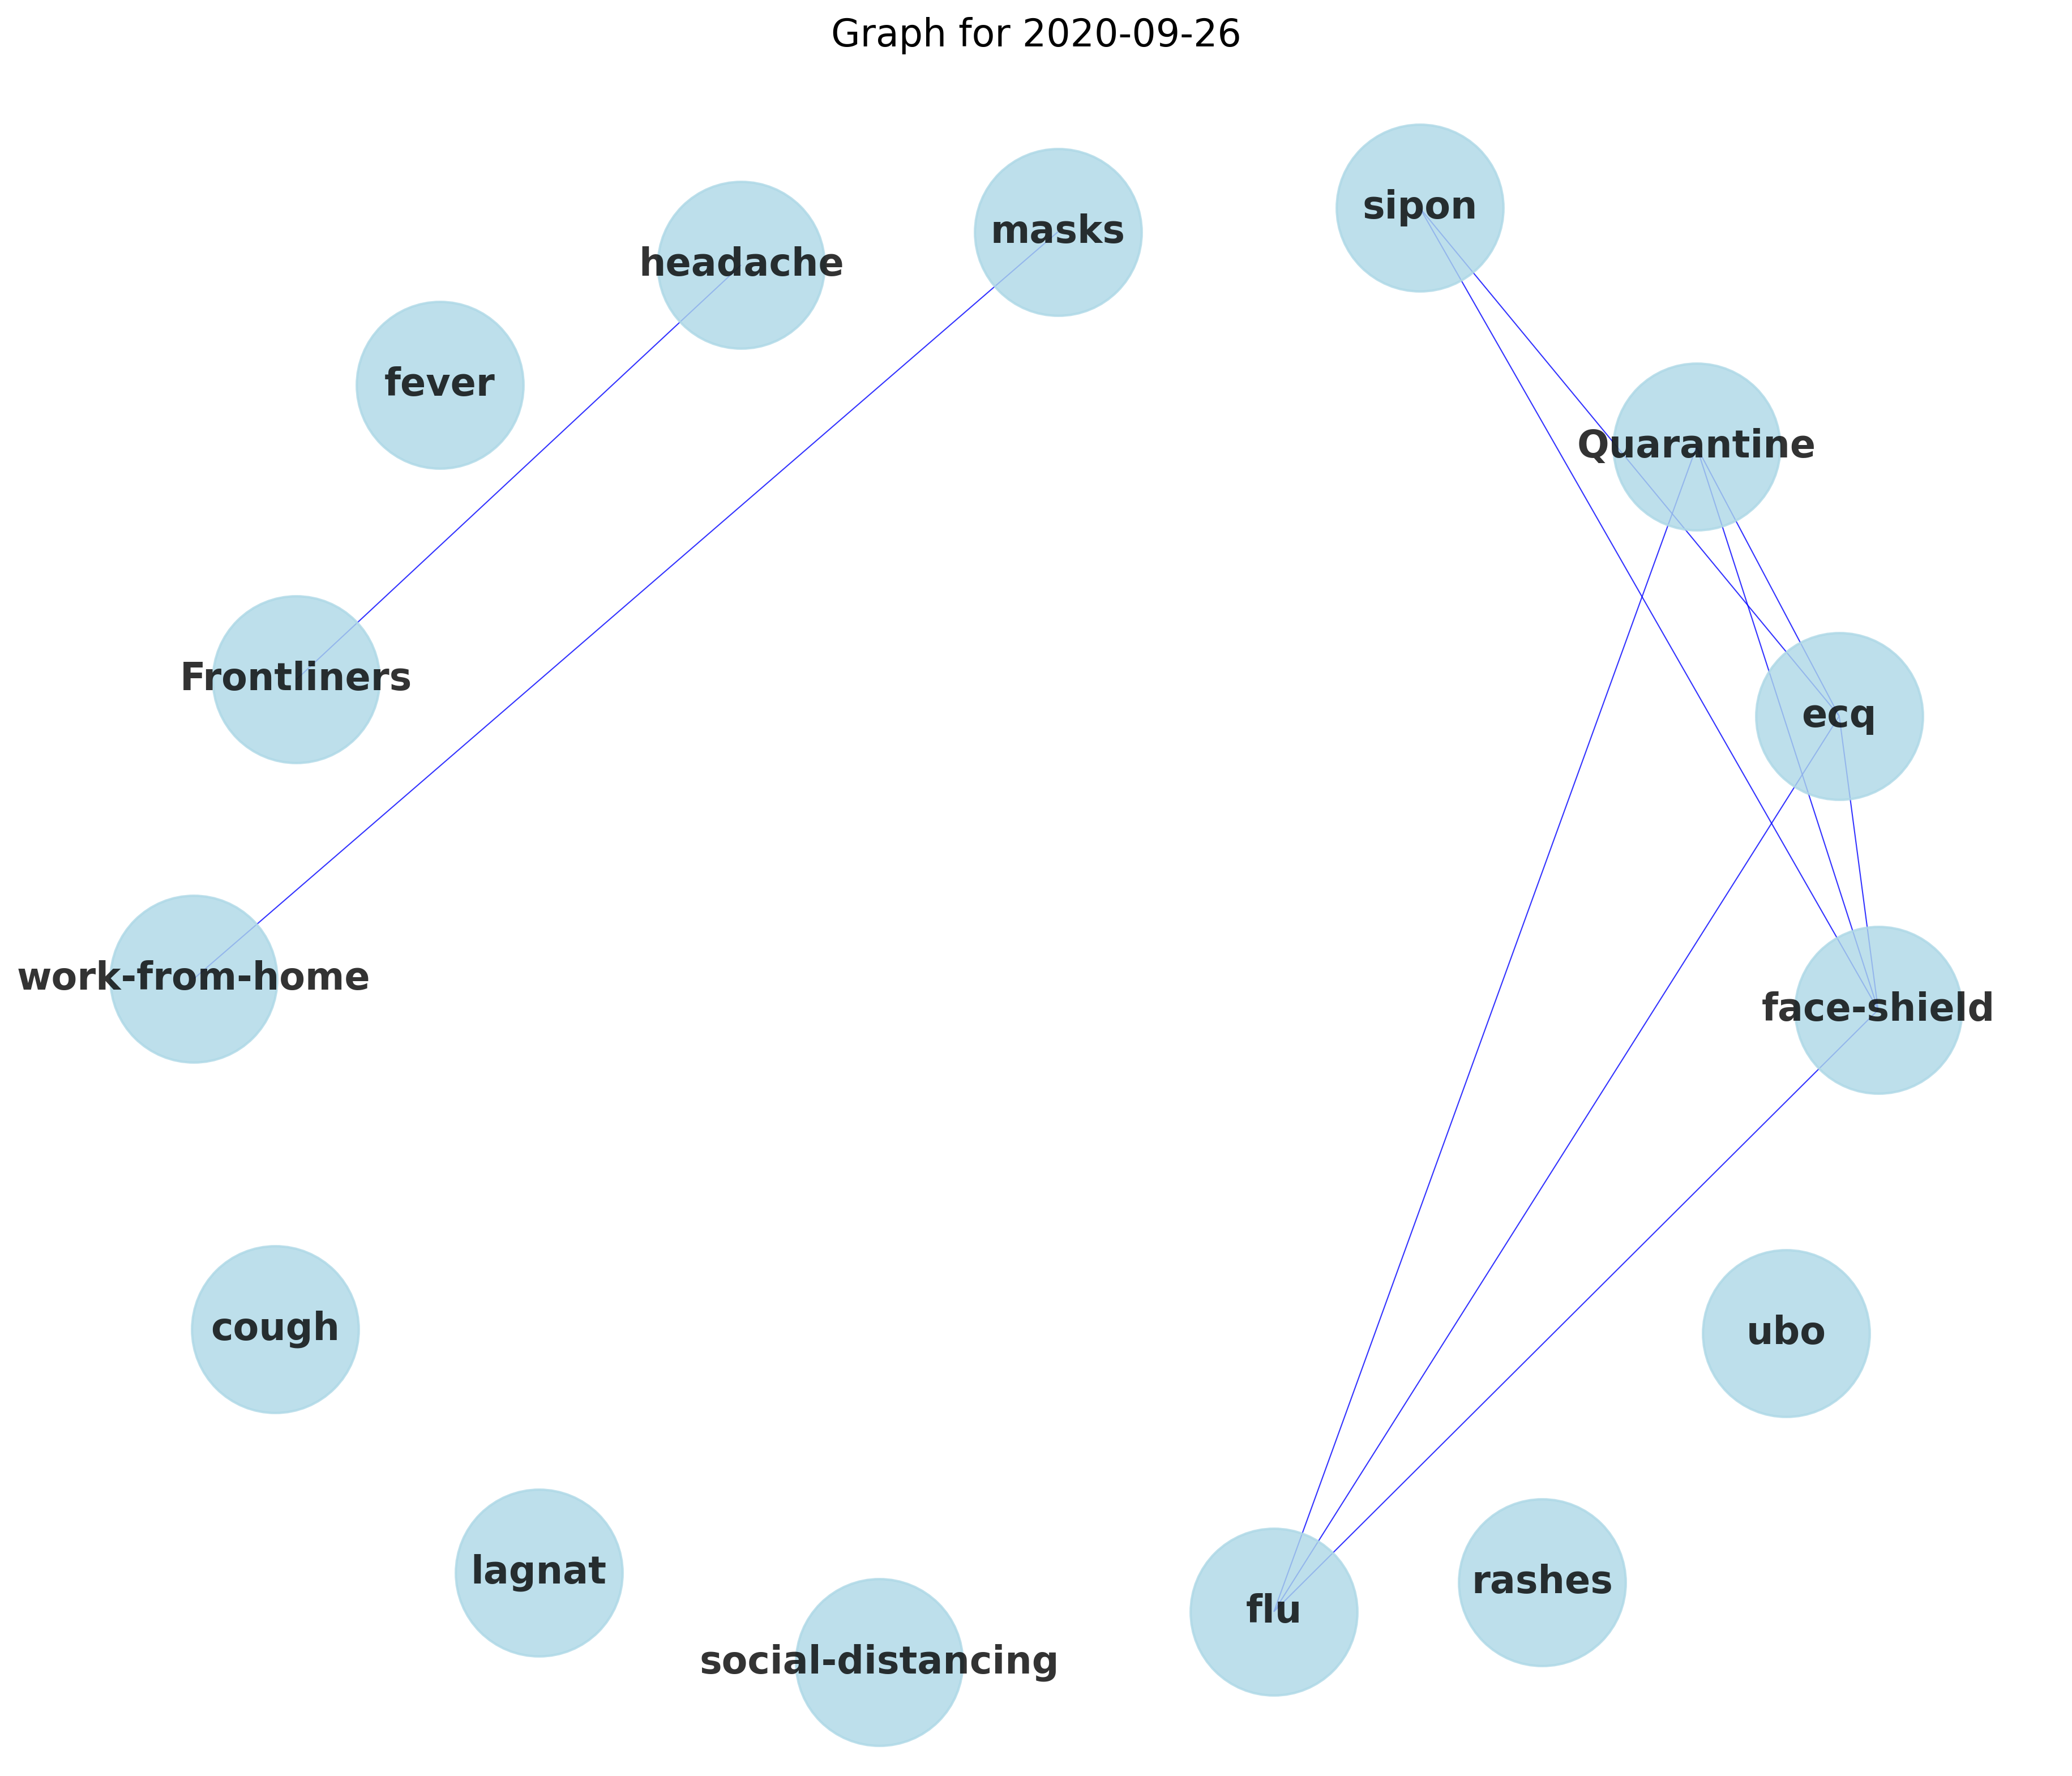 Graph for 2020-09-26
sipon
masks
headache
fever
Quarantine
Frontliners
ecq
work-from-home
face-shield
cough
ubo
lagnat
rashes
flu
social-distancing